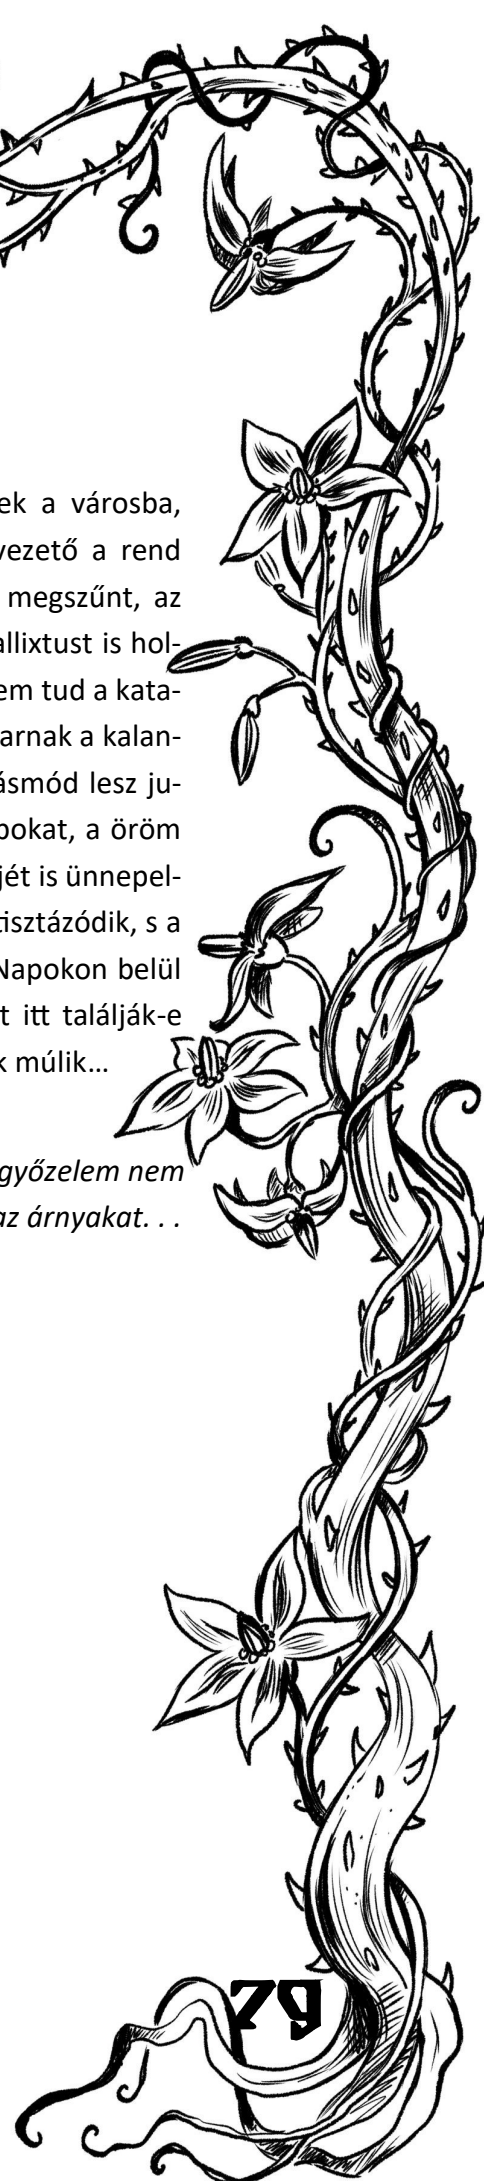 ek a városba,
vezető a rend
megszűnt, az
allixtust is hol-
em tud a kata-
arnak a kalan-
ásmód lesz ju-
pokat, a öröm
jét is ünnepel-
tisztázódik, s a
Napokon belül
t itt találják-e
k múlik…
győzelem nem
az árnyakat. . .
79